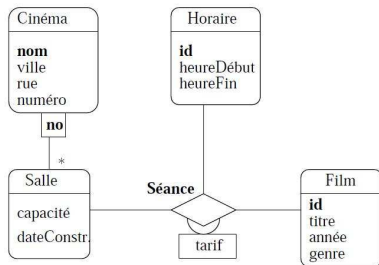 Cinéma
nom
ville
rue
numéro
no
*
Horaire
id
heureDébut
heureFin
Salle
capacité
dateConstr.
Séance
tarif
Film
id
titre
année
genre